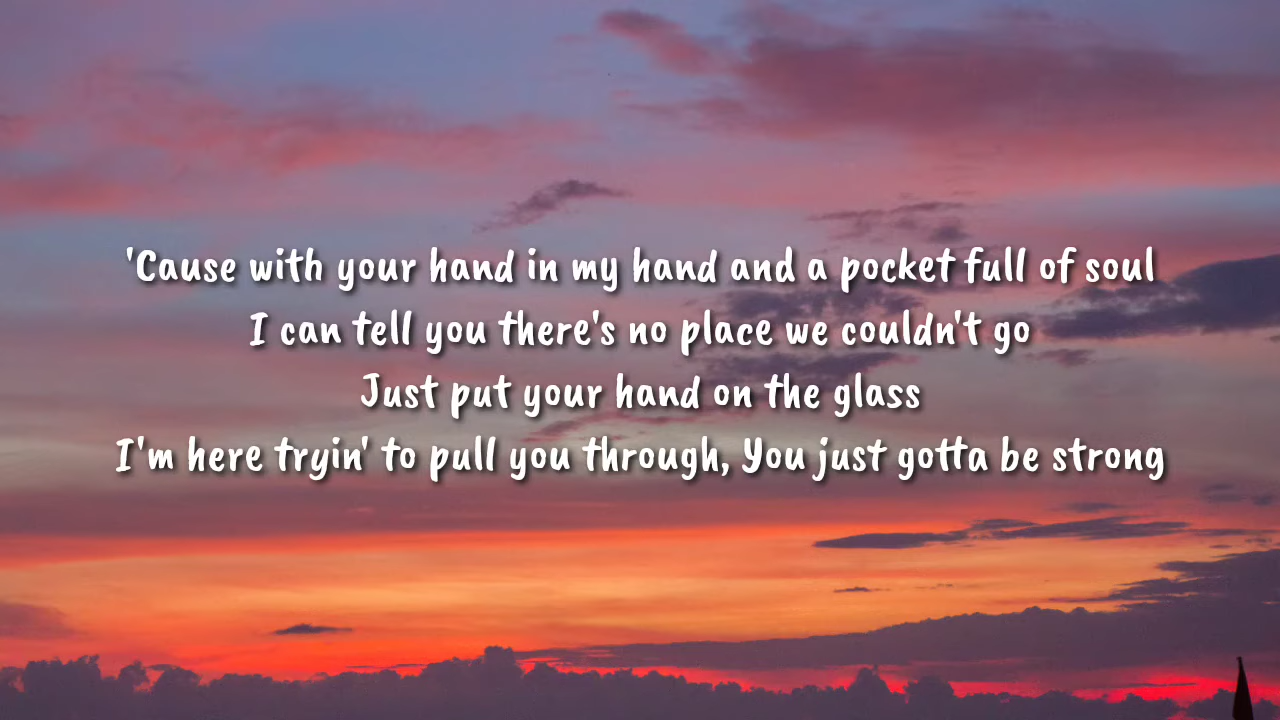 'Cause with your hand in my hand and a pocket full of soul
I can tell you there's no place we couldn't go
Just put your hand on the glass
I'm here tryin' to pull you through, You just gotta be strong